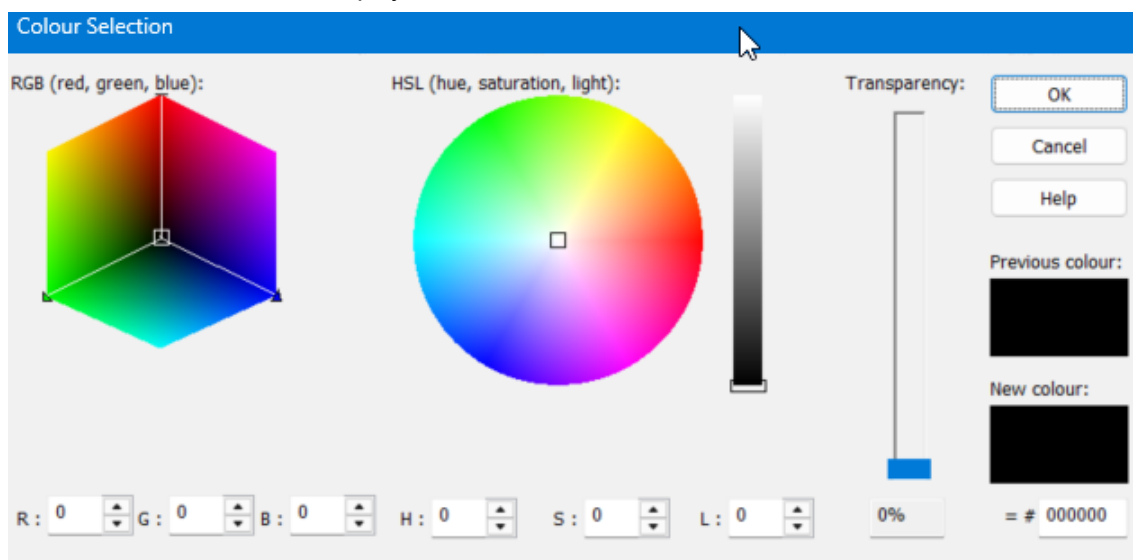 Colour Selection
RGB (red, green, blue):
HSL (hue, saturation, light):
Transparency:
OK
Cancel
Help
Previous colour:
New colour:
R : 0 G : 0 B : 0 H : 0 S : 0 L : 0 0% = # 000000